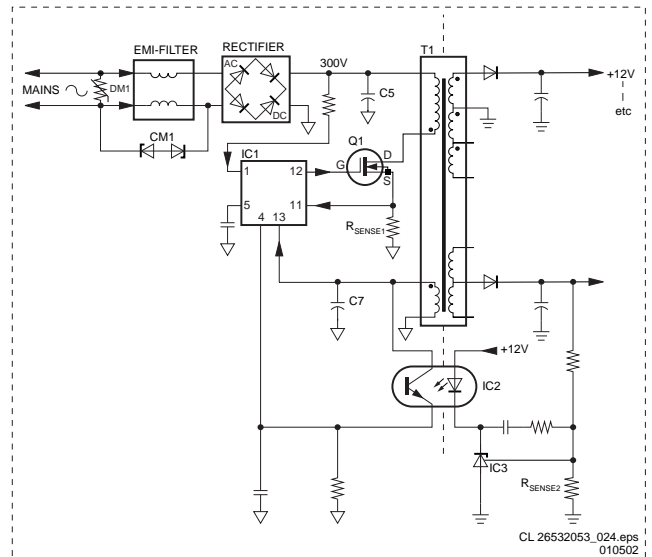 EMI-FILTER
RECTIFIER
T1
AC
300V
+12V
MAINS
DM1
C5
DC
etc
CM1
Q1
IC1
D
G
S
1
12
5
11
4
13
RSENSE1
C7
+12V
IC2
IC3
RSENSE2
CL 26532053_024.eps
010502